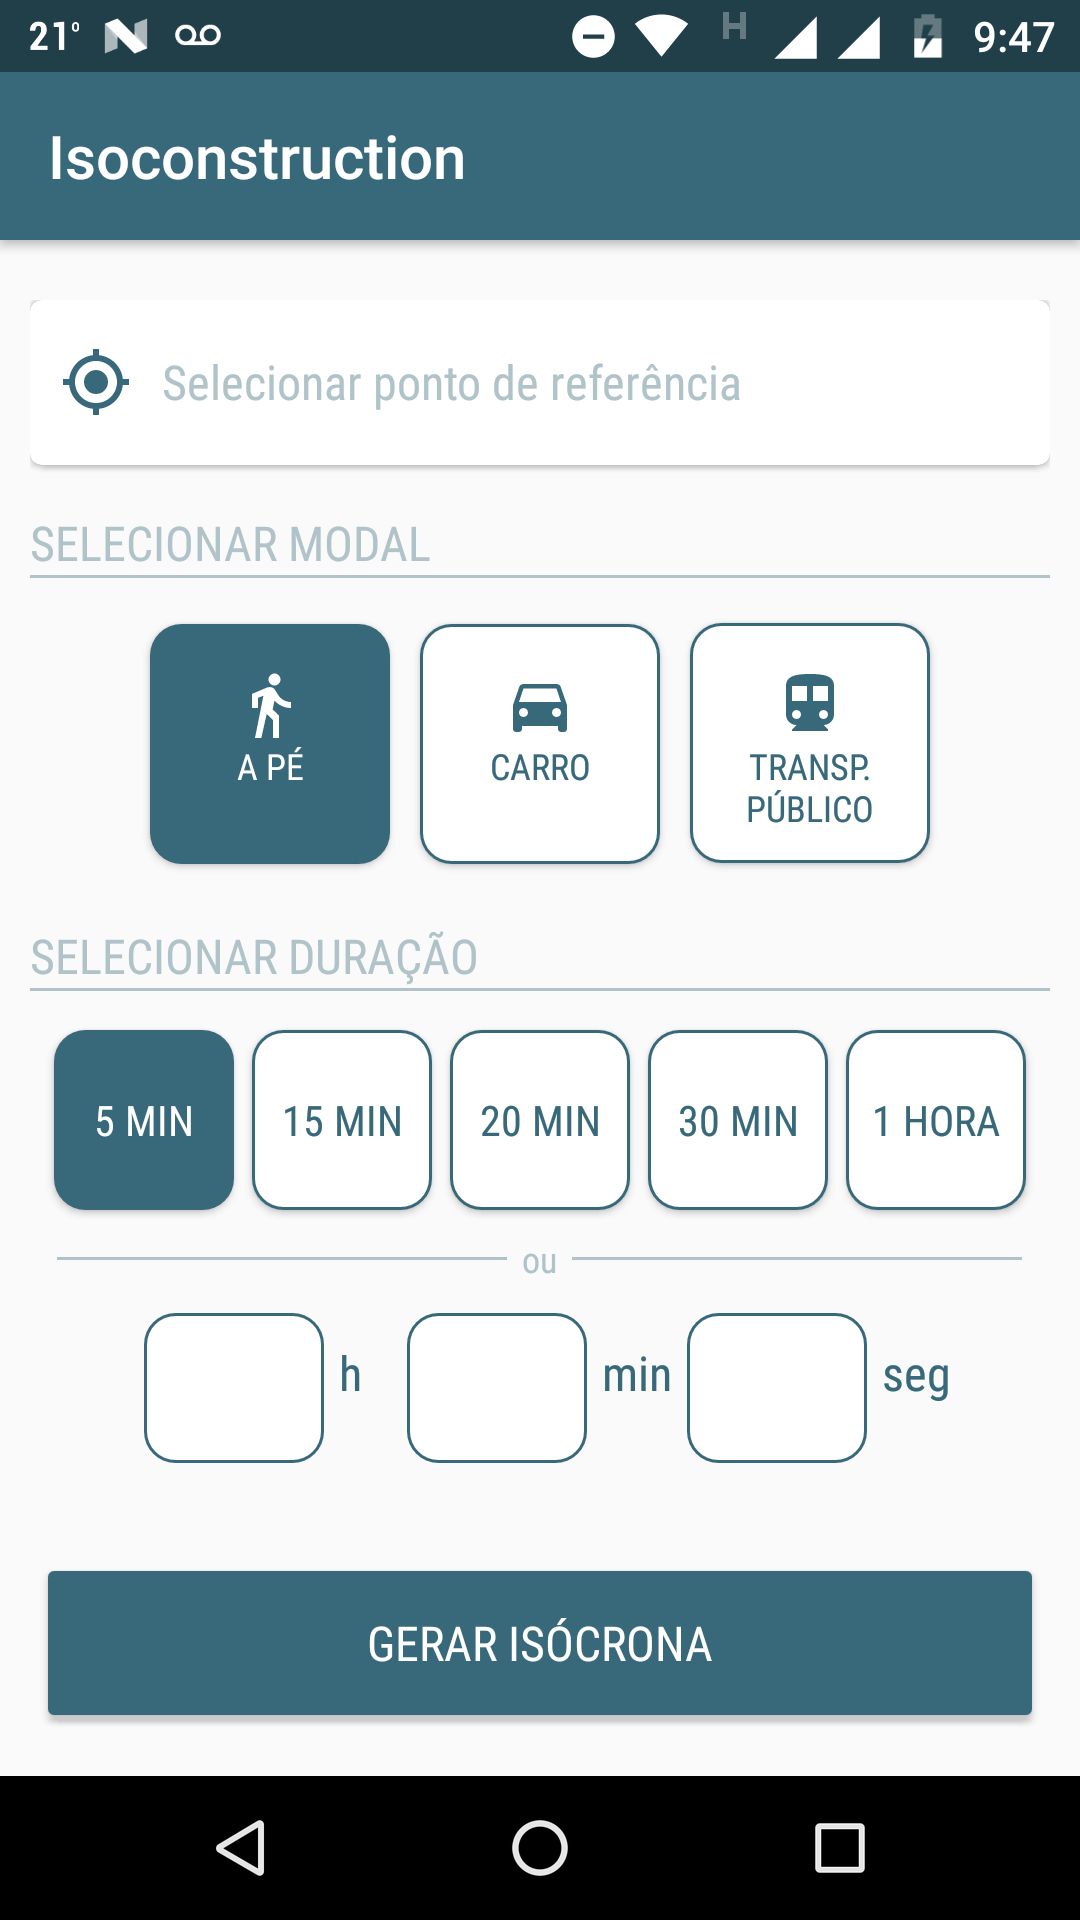 21° H 9:47
Isoconstruction
Selecionar ponto de referência
SELECIONAR MODAL
A PÉ CARRO TRANSP.
PÚBLICO
SELECIONAR DURAÇÃO
5 MIN 15 MIN 20 MIN 30 MIN 1 HORA
ou
h min seg
GERAR ISÓCRONA